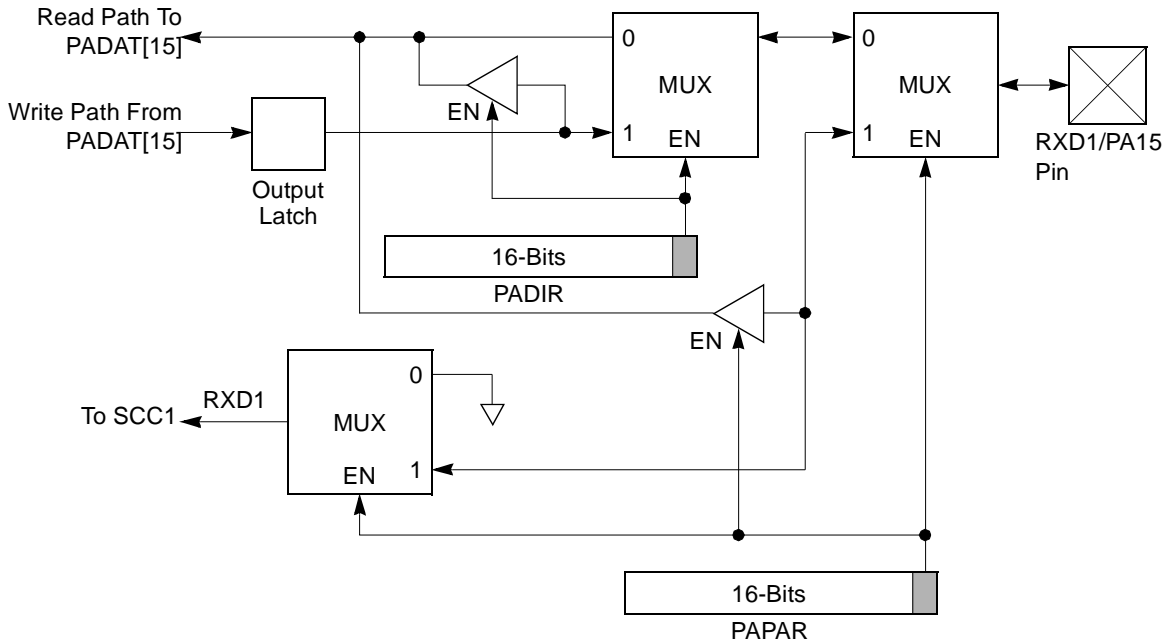 Read Path To
PADAT[15]
0
MUX
EN
1
0
MUX
EN
1
RXD1/PA15
Pin
EN
Write Path From
PADAT[15]
Output
Latch
16-Bits
PADIR
EN
To SCC1
RXD1
0
MUX
EN
1
16-Bits
PAPAR